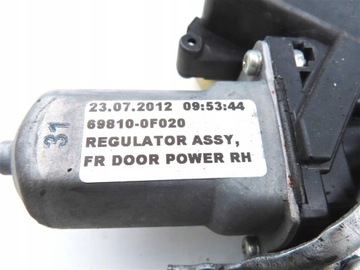 23.07.2012 09:53:44
69810-0F020
REGULATOR ASSY,
FR DOOR POWER RH
31